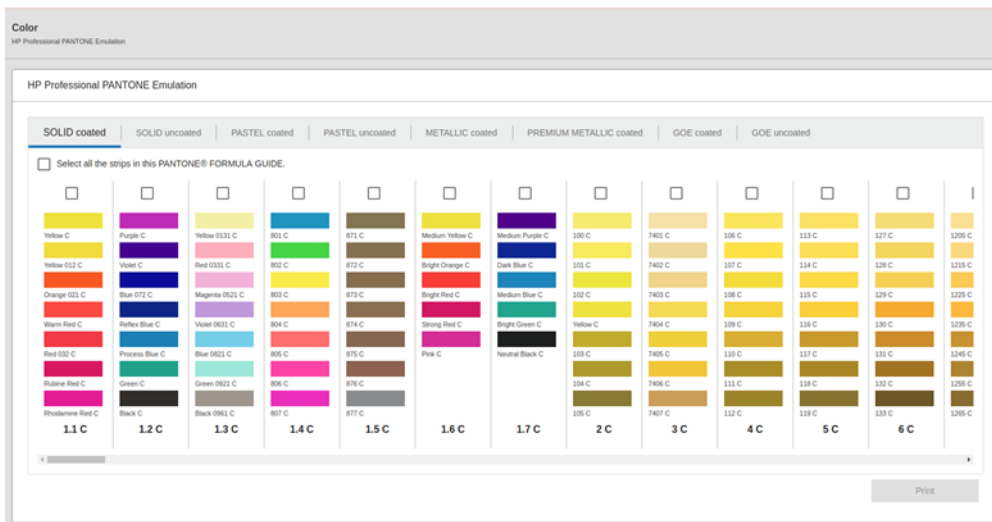 Color
HP Professional PANTONE Emulation
HP Professional PANTONE Emulation
SOLID coated SOLID uncoated PASTEL coated PASTEL uncoated METALLIC coated PREMIUM METALLIC coated GOE coated GOE uncoated
Select all the strips in this PANTONE® FORMULA GUIDE.
Yellow C Purple C Yellow 0131 C 801 C 871 C Medium Yellow C Medium Purple C 100 C 7401 C 106 C 113 C 127 C 1205 C
Yellow 012 C Violet C Red 0331 C 802 C 872 C Bright Orange C Dark Blue C 101 C 7402 C 107 C 114 C 128 C 1215 C
Orange 021 C Blue 072 C Magenta 0521 C 803 C 873 C Bright Red C Medium Blue C 102 C 7403 C 108 C 115 C 129 C 1225 C
Warm Red C Reflex Blue C Violet 0631 C 804 C 874 C Strong Red C Bright Green C Yellow C 7404 C 109 C 116 C 130 C 1235 C
Red 032 C Process Blue C Blue 0821 C 805 C 875 C Pink C Neutral Black C 103 C 7405 C 110 C 117 C 131 C 1245 C
Rubine Red C Green C Green 0921 C 806 C 876 C 104 C 7406 C 111 C 118 C 132 C 1255 C
Rhodamine Red C Black C Black 0961 C 807 C 877 C 105 C 7407 C 112 C 119 C 133 C 1265 C
1.1 C 1.2 C 1.3 C 1.4 C 1.5 C 1.6 C 1.7 C 2 C 3 C 4 C 5 C 6 C
Print